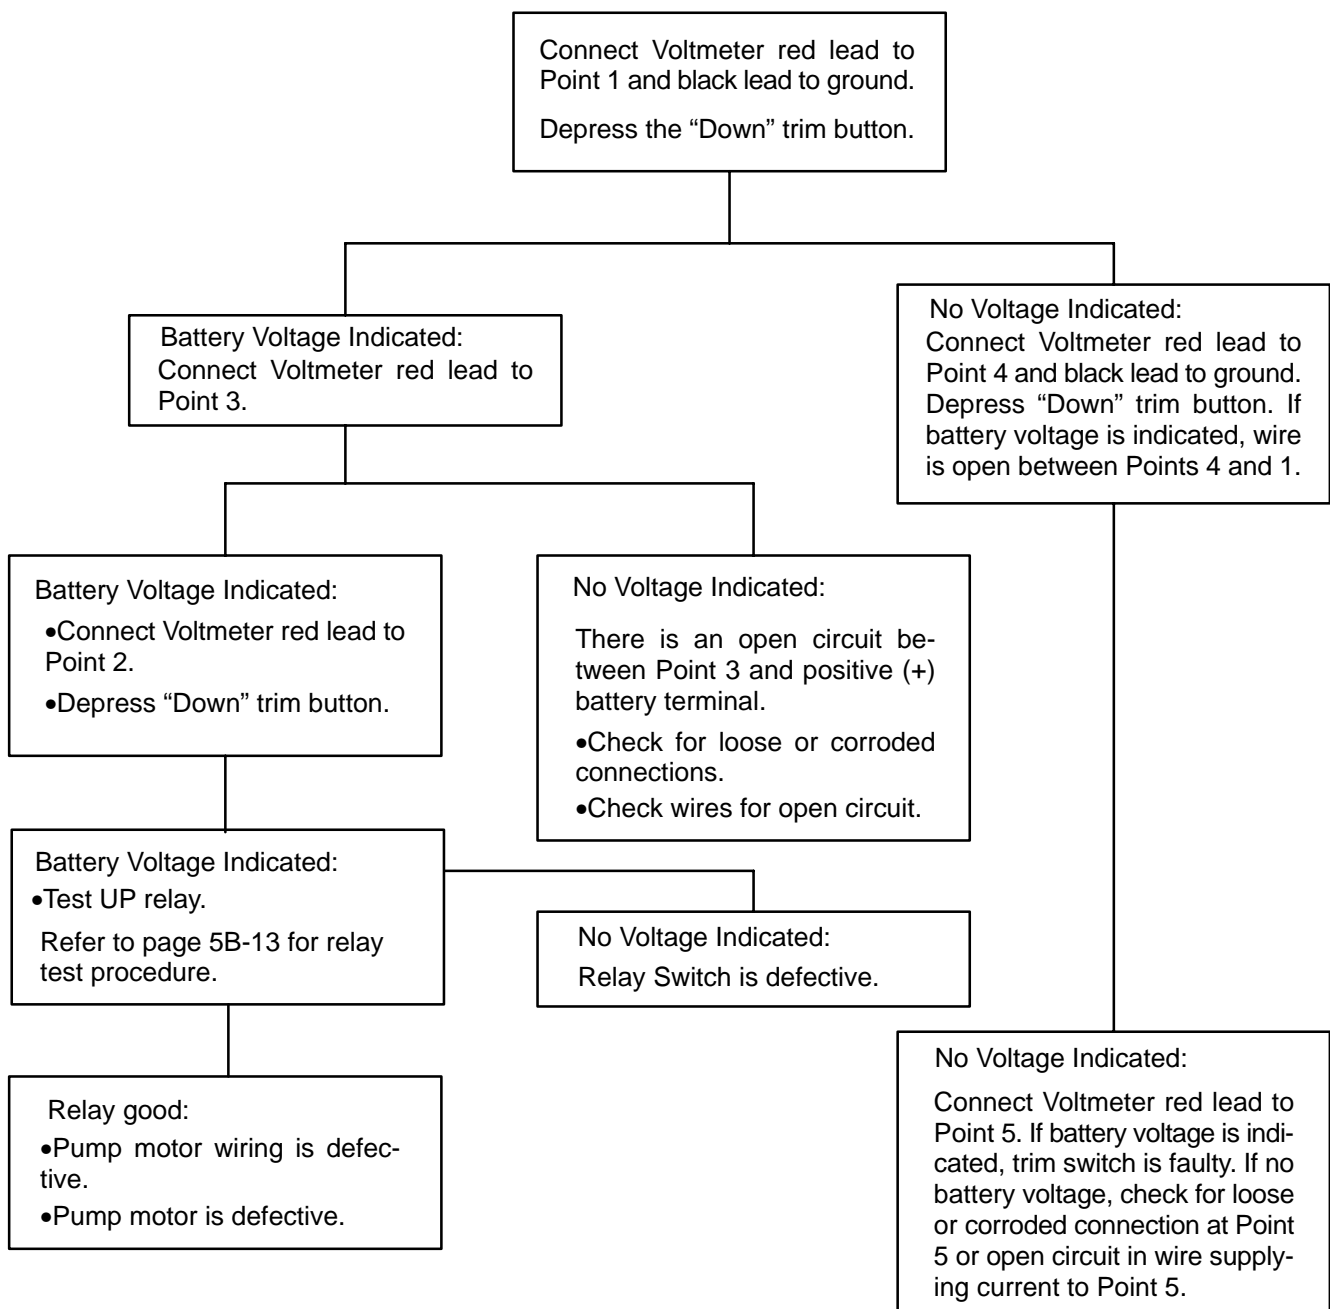 Connect Voltmeter red lead to
Point 1 and black lead to ground.
Depress the “Down” trim button.
Battery Voltage Indicated:
Connect Voltmeter red lead to
Point 3.
No Voltage Indicated:
Connect Voltmeter red lead to
Point 4 and black lead to ground.
Depress “Down” trim button. If
battery voltage is indicated, wire
is open between Points 4 and 1.
Battery Voltage Indicated:
•Connect Voltmeter red lead to
Point 2.
•Depress “Down” trim button.
No Voltage Indicated:
There is an open circuit be-
tween Point 3 and positive (+)
battery terminal.
•Check for loose or corroded
connections.
•Check wires for open circuit.
Battery Voltage Indicated:
•Test UP relay.
Refer to page 5B-13 for relay
test procedure.
No Voltage Indicated:
Relay Switch is defective.
Relay good:
•Pump motor wiring is defec-
tive.
•Pump motor is defective.
No Voltage Indicated:
Connect Voltmeter red lead to
Point 5. If battery voltage is indi-
cated, trim switch is faulty. If no
battery voltage, check for loose
or corroded connection at Point
5 or open circuit in wire supply-
ing current to Point 5.